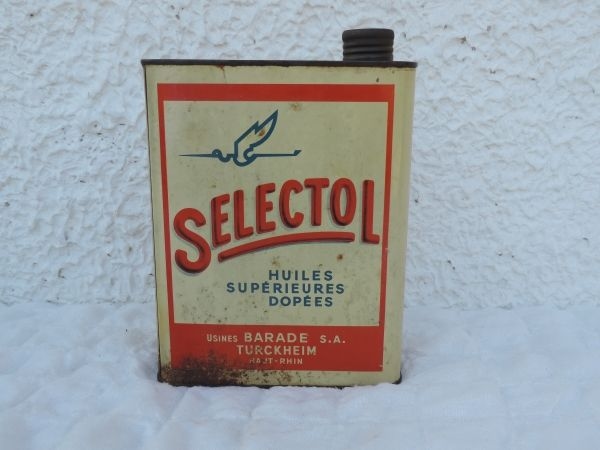 SELECTOL
HUILES
SUPÉRIEURES
DOPÉES
USINES BARADE S.A.
TURCKHEIM
HAUT-RHIN